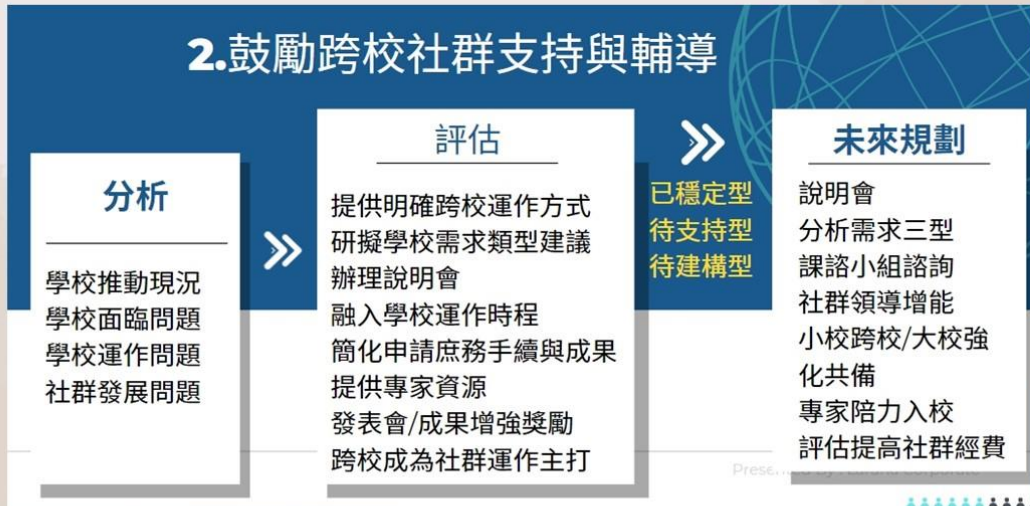 2.鼓勵跨校社群支持與輔導
分析
學校推動現況
學校面臨問題
學校運作問題
社群發展問題
評估
提供明確跨校運作方式
研擬學校需求類型建議
辦理說明會
融入學校運作時程
簡化申請庶務手續與成果
提供專家資源
發表會/成果增強獎勵
跨校成為社群運作主打
已穩定型
待支持型
待建構型
未來規劃
說明會
分析需求三型
課諮小組諮詢
社群領導增能
小校跨校/大校強
化共備
專家陪力入校
評估提高社群經費